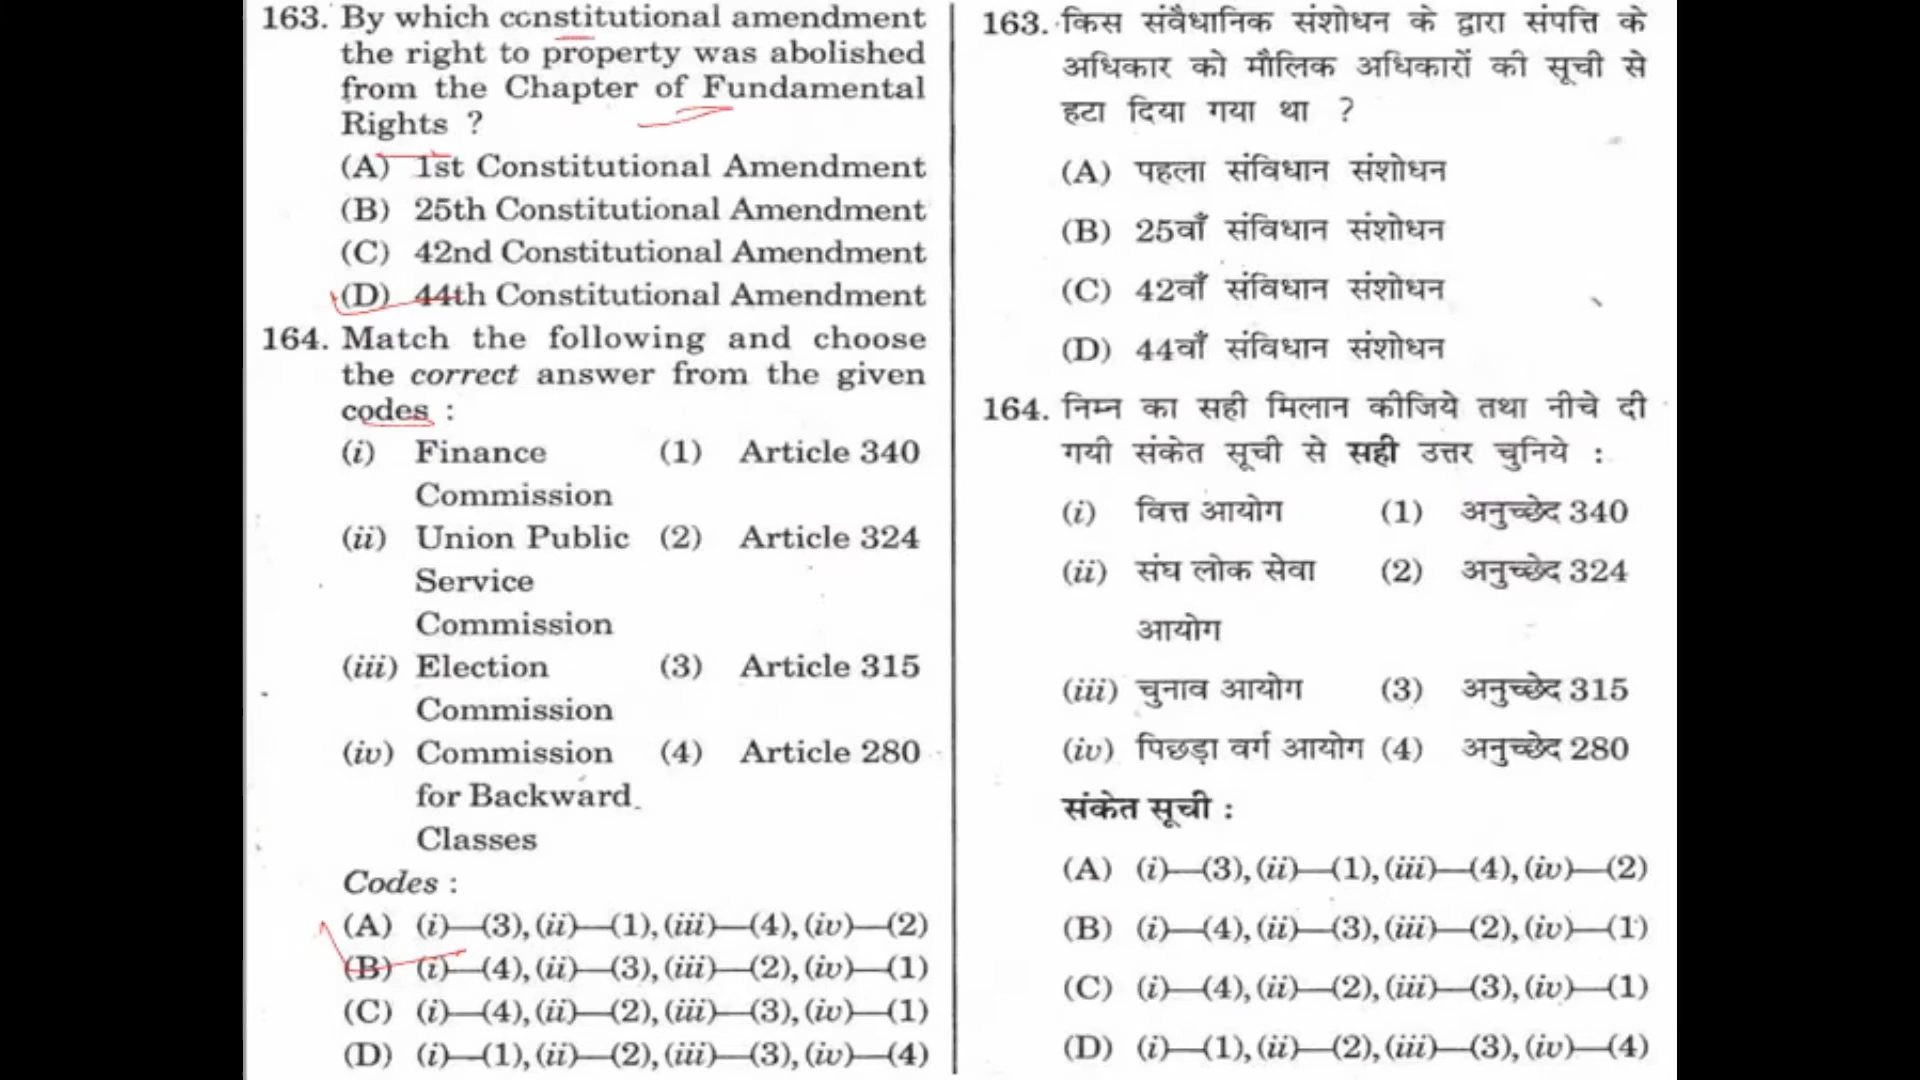 163. By which constitutional amendment
the right to property was abolished
from the Chapter of Fundamental
Rights ?
(A) 1st Constitutional Amendment
(B) 25th Constitutional Amendment
(C) 42nd Constitutional Amendment
(D) 44th Constitutional Amendment
164. Match the following and choose
the correct answer from the given
codes :
(i) Finance (1) Article 340
Commission
(ii) Union Public (2) Article 324
Service
Commission
(iii) Election (3) Article 315
Commission
(iv) Commission (4) Article 280
for Backward
Classes
Codes :
(A) (i)—(3), (ii)—(1), (iii)—(4), (iv)—(2)
(B) (i)—(4), (ii)—(3), (iii)—(2), (iv)—(1)
(C) (i)—(4), (ii)—(2), (iii)—(3), (iv)—(1)
(D) (i)—(1), (ii)—(2), (iii)—(3), (iv)—(4)
163. किस संवैधानिक संशोधन के द्वारा संपत्ति के
अधिकार को मौलिक अधिकारों की सूची से
हटा दिया गया था ?
(A) पहला संविधान संशोधन
(B) 25वाँ संविधान संशोधन
(C) 42वाँ संविधान संशोधन
(D) 44वाँ संविधान संशोधन
164. निम्न का सही मिलान कीजिये तथा नीचे दी
गयी संकेत सूची से सही उत्तर चुनिये :
(i) वित्त आयोग (1) अनुच्छेद 340
(ii) संघ लोक सेवा (2) अनुच्छेद 324
आयोग
(iii) चुनाव आयोग (3) अनुच्छेद 315
(iv) पिछड़ा वर्ग आयोग (4) अनुच्छेद 280
संकेत सूची :
(A) (i)—(3), (ii)—(1), (iii)—(4), (iv)—(2)
(B) (i)—(4), (ii)—(3), (iii)—(2), (iv)—(1)
(C) (i)—(4), (ii)—(2), (iii)—(3), (iv)—(1)
(D) (i)—(1), (ii)—(2), (iii)—(3), (iv)—(4)